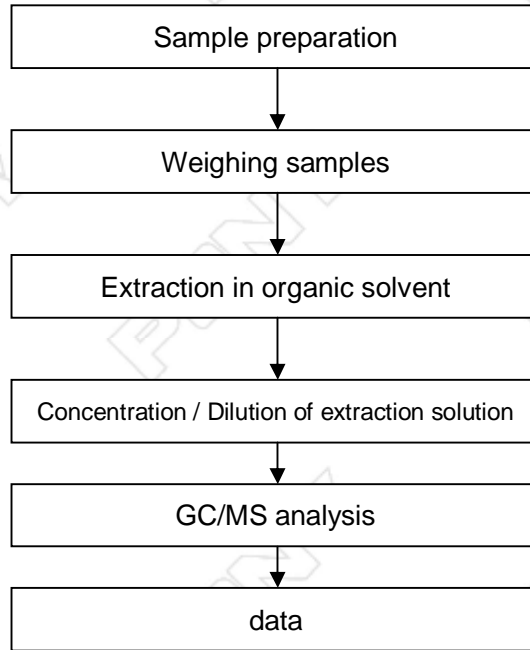 Sample preparation
Weighing samples
Extraction in organic solvent
Concentration / Dilution of extraction solution
GC/MS analysis
data